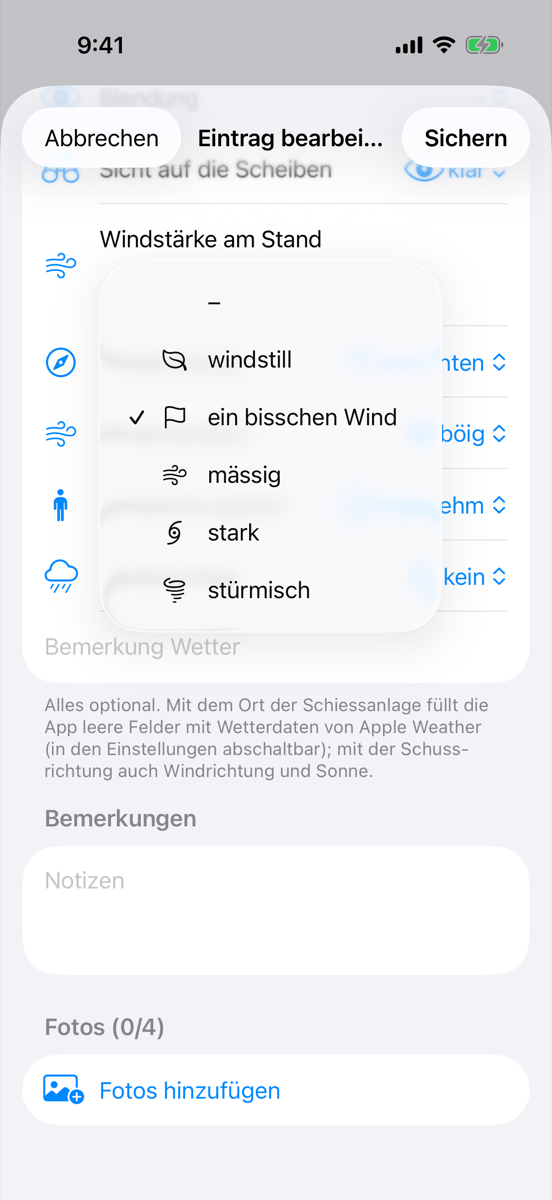 9:41
Blendung
Abbrechen
Eintrag bearbei...
Sichern
Sicht auf die Scheiben
klar
Windstärke am Stand
–
windstill
ein bisschen Wind
mässig
stark
stürmisch
nten
böig
ehm
kein
Bemerkung Wetter
Alles optional. Mit dem Ort der Schiessanlage füllt die
App leere Felder mit Wetterdaten von Apple Weather
(in den Einstellungen abschaltbar); mit der Schuss-
richtung auch Windrichtung und Sonne.
Bemerkungen
Notizen
Fotos (0/4)
Fotos hinzufügen